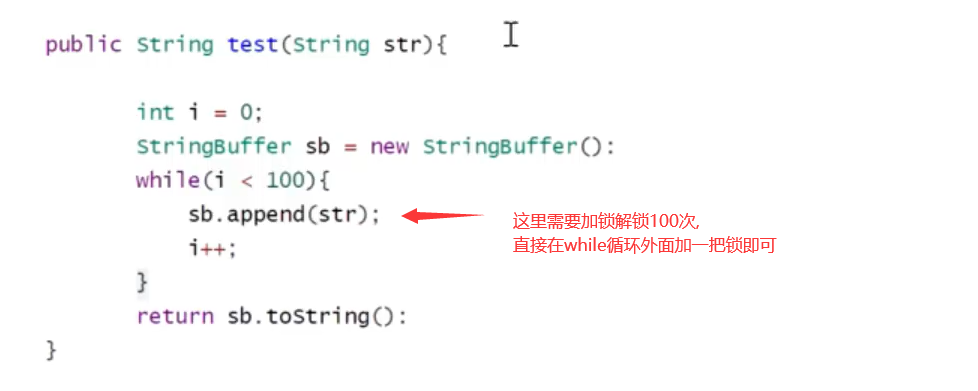 public String test(String str){
int i = 0;
StringBuffer sb = new StringBuffer():
while(i < 100){
sb.append(str);
这里需要加锁解锁100次,
直接在while循环外面加一把锁即可
i++;
}
return sb.toString():
}